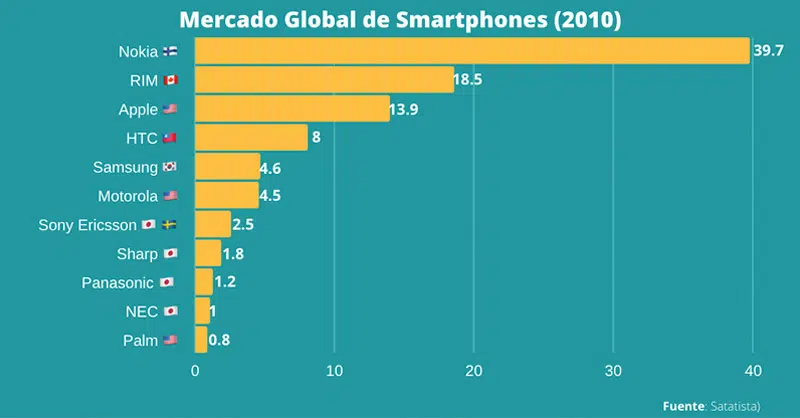 Mercado Global de Smartphones (2010)
Nokia 39.7
RIM 18.5
Apple 13.9
HTC 8
Samsung 4.6
Motorola 4.5
Sony Ericsson 2.5
Sharp 1.8
Panasonic 1.2
NEC 1
Palm 0.8
0 10 20 30 40
Fuente: Satatista)